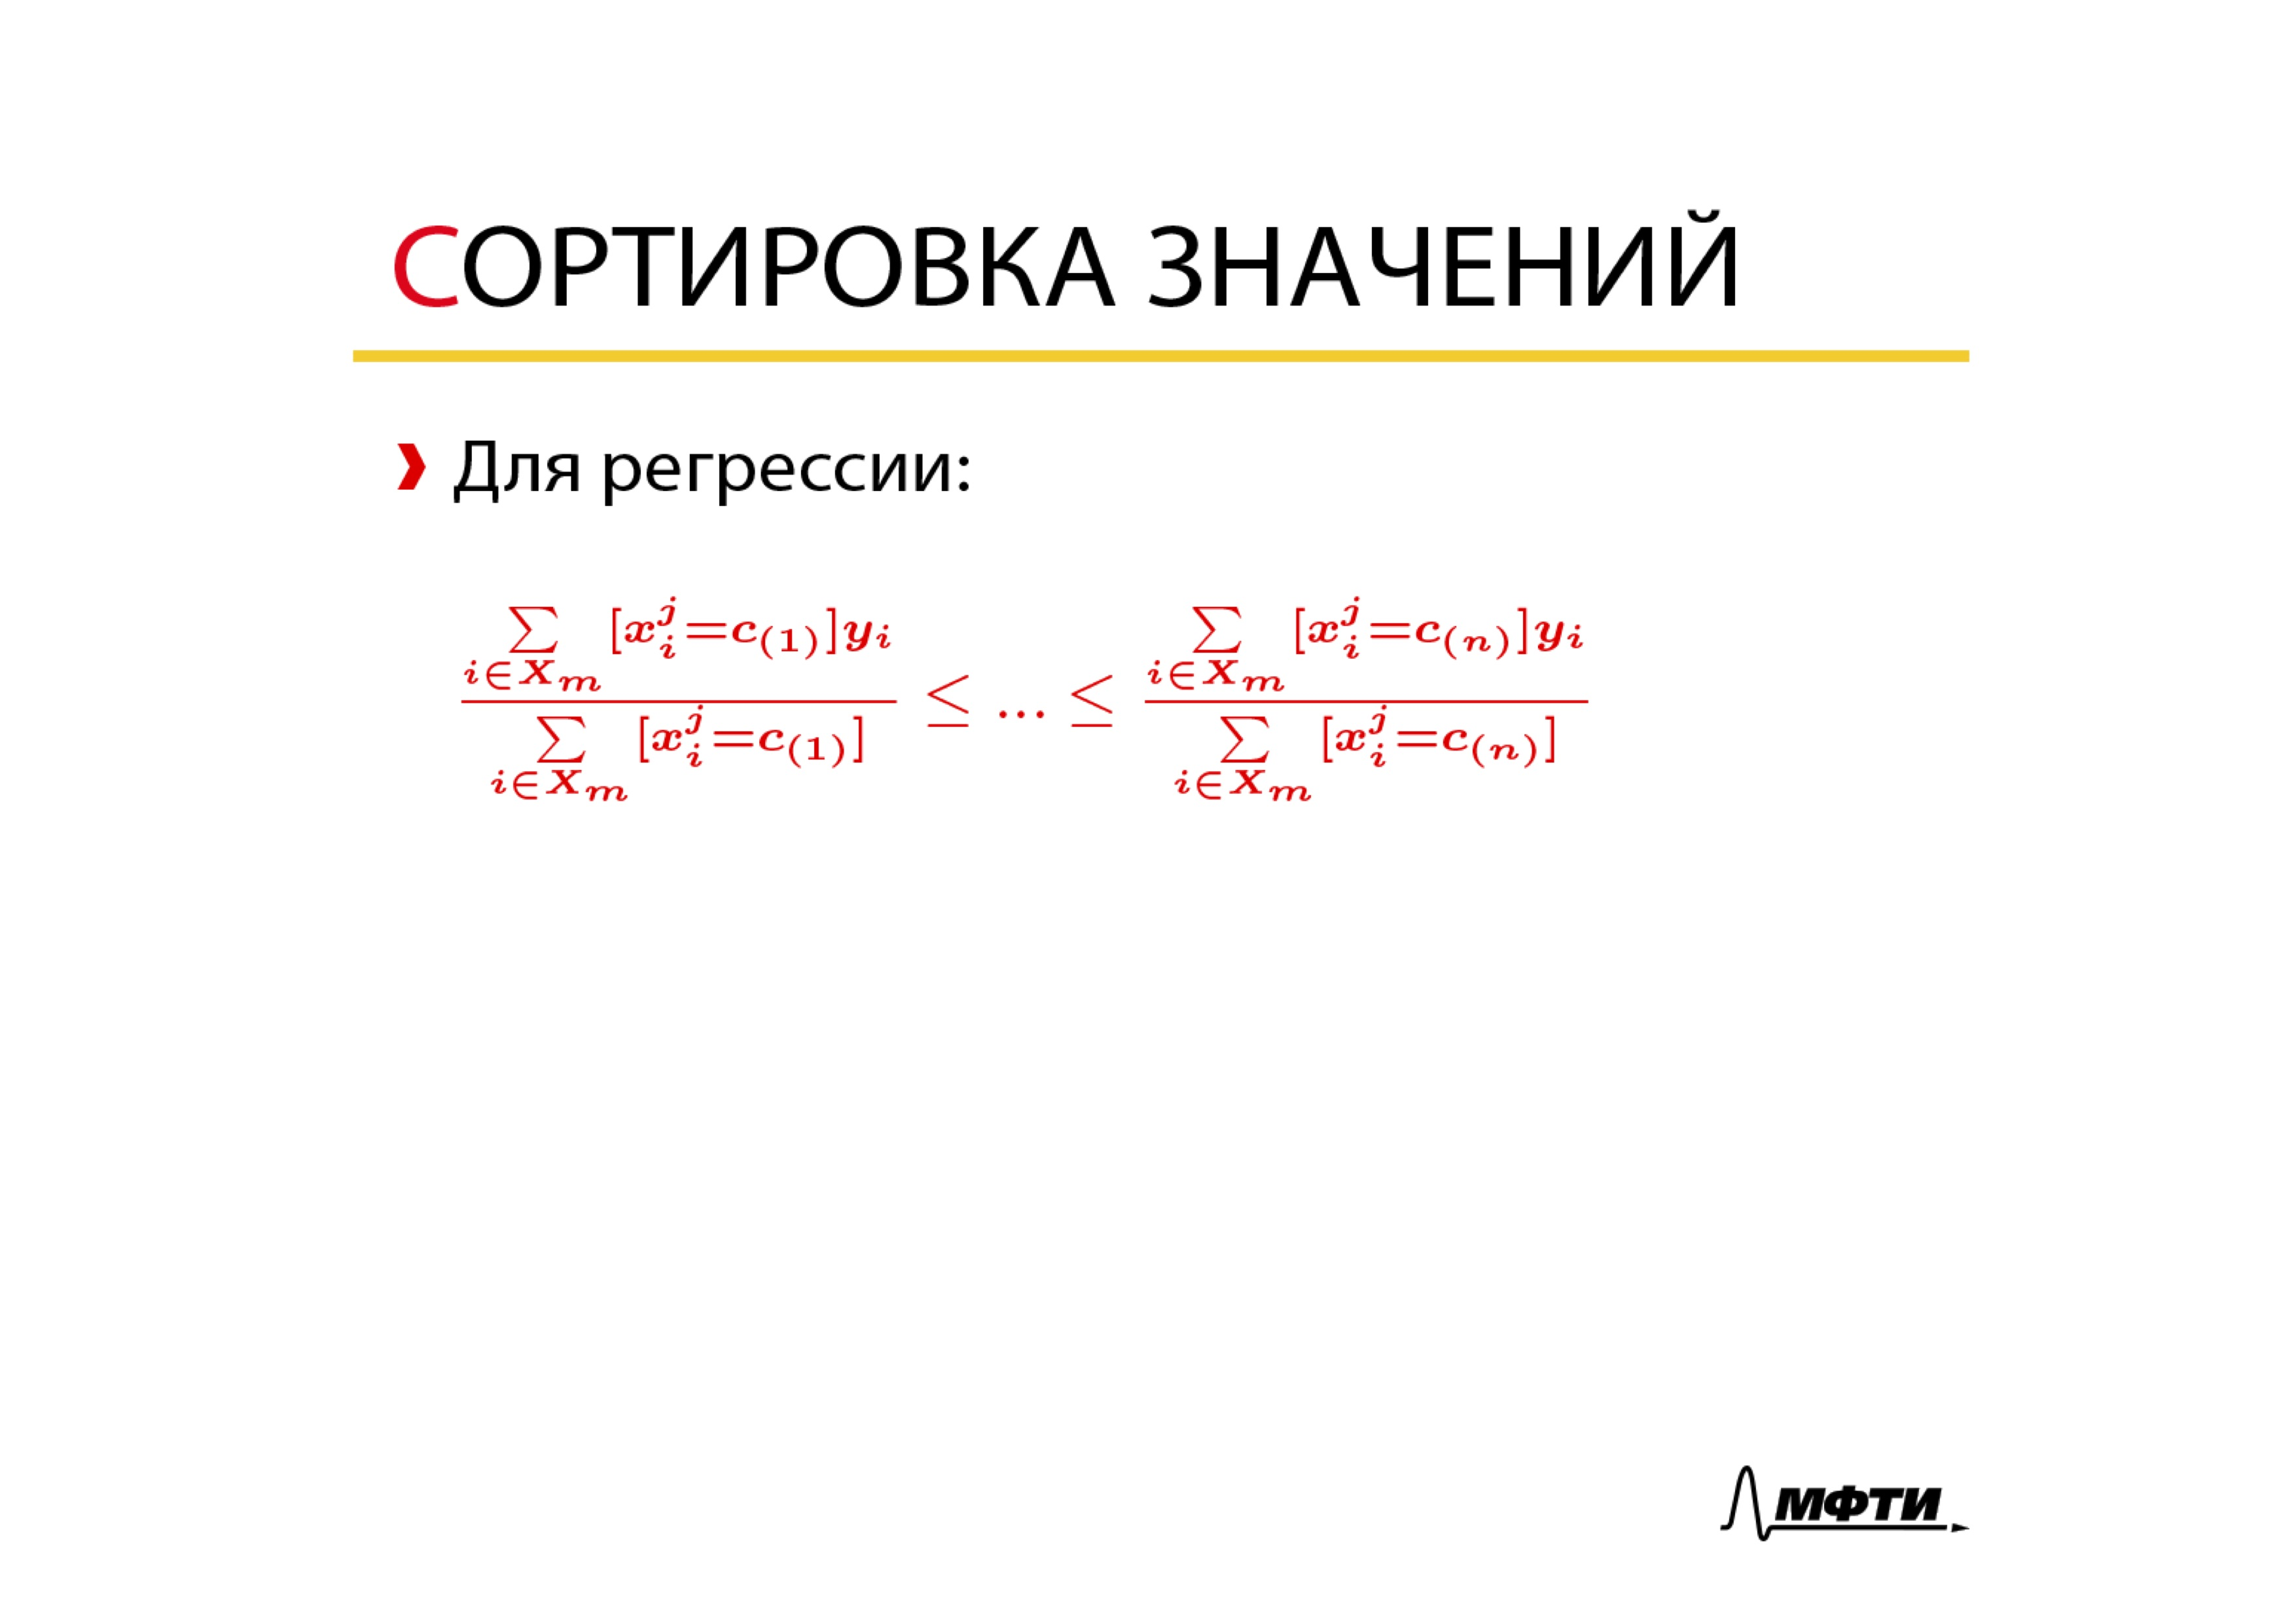 СОРТИРОВКА ЗНАЧЕНИЙ
Для регрессии:
$\frac{\sum_{i \in X_m} [x_i^j = c_{(1)}] y_i}{\sum_{i \in X_m} [x_i^j = c_{(1)}]} \leq \ldots \leq \frac{\sum_{i \in X_m} [x_i^j = c_{(n)}] y_i}{\sum_{i \in X_m} [x_i^j = c_{(n)}]}$
МФТИ